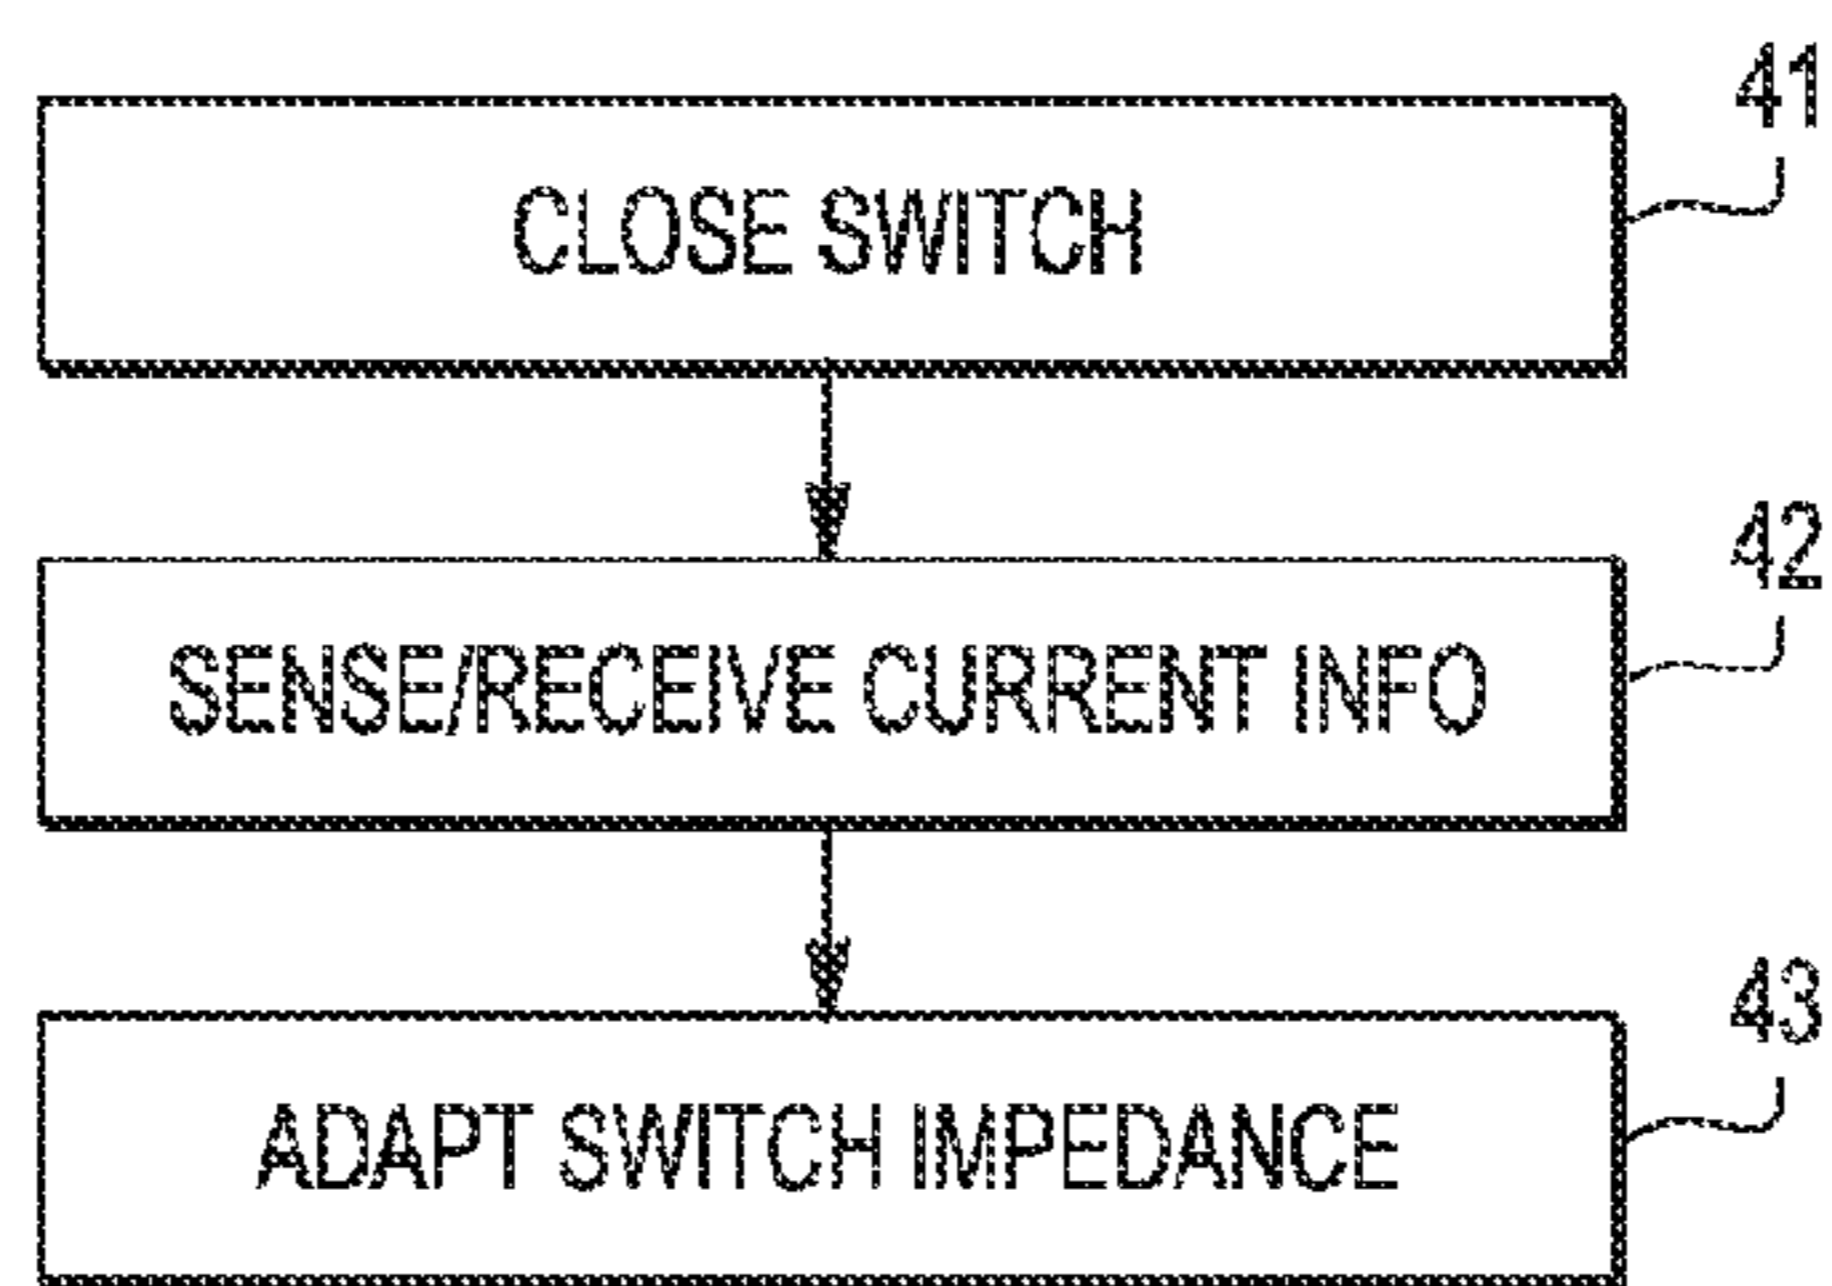 41
CLOSE SWITCH
42
SENSE/RECEIVE CURRENT INFO
43
ADAPT SWITCH IMPEDANCE